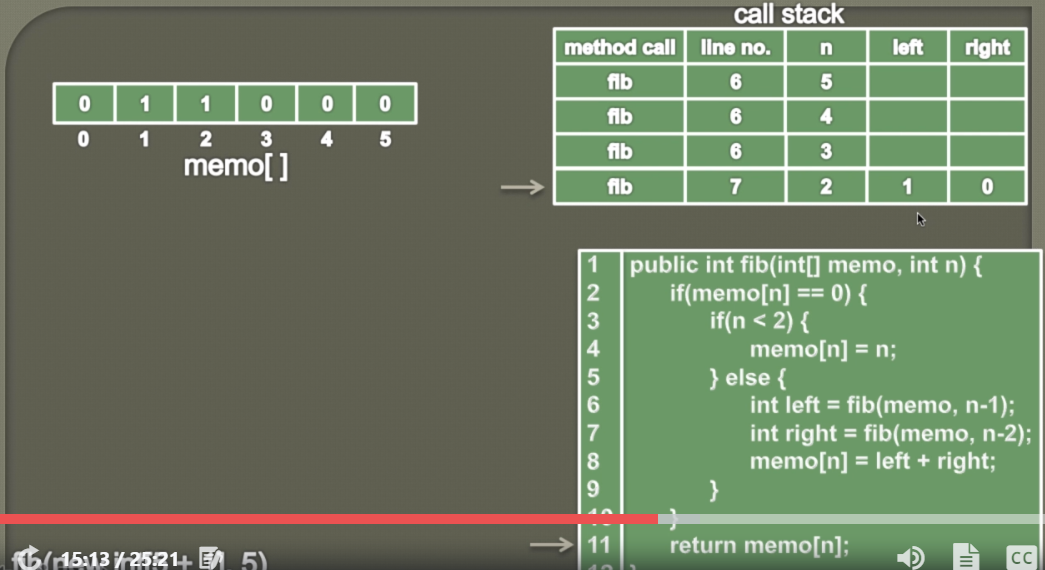 call stack
method call line no. n left right
fib 6 5
fib 6 4
fib 6 3
fib 7 2 1 0
0 1 1 0 0 0
0 1 2 3 4 5
memo[ ]
1 public int fib(int[] memo, int n) {
2 if(memo[n] == 0) {
3 if(n < 2) {
4 memo[n] = n;
5 } else {
6 int left = fib(memo, n-1);
7 int right = fib(memo, n-2);
8 memo[n] = left + right;
9 }
10 }
11 return memo[n];
15:13 / 25:21
CC